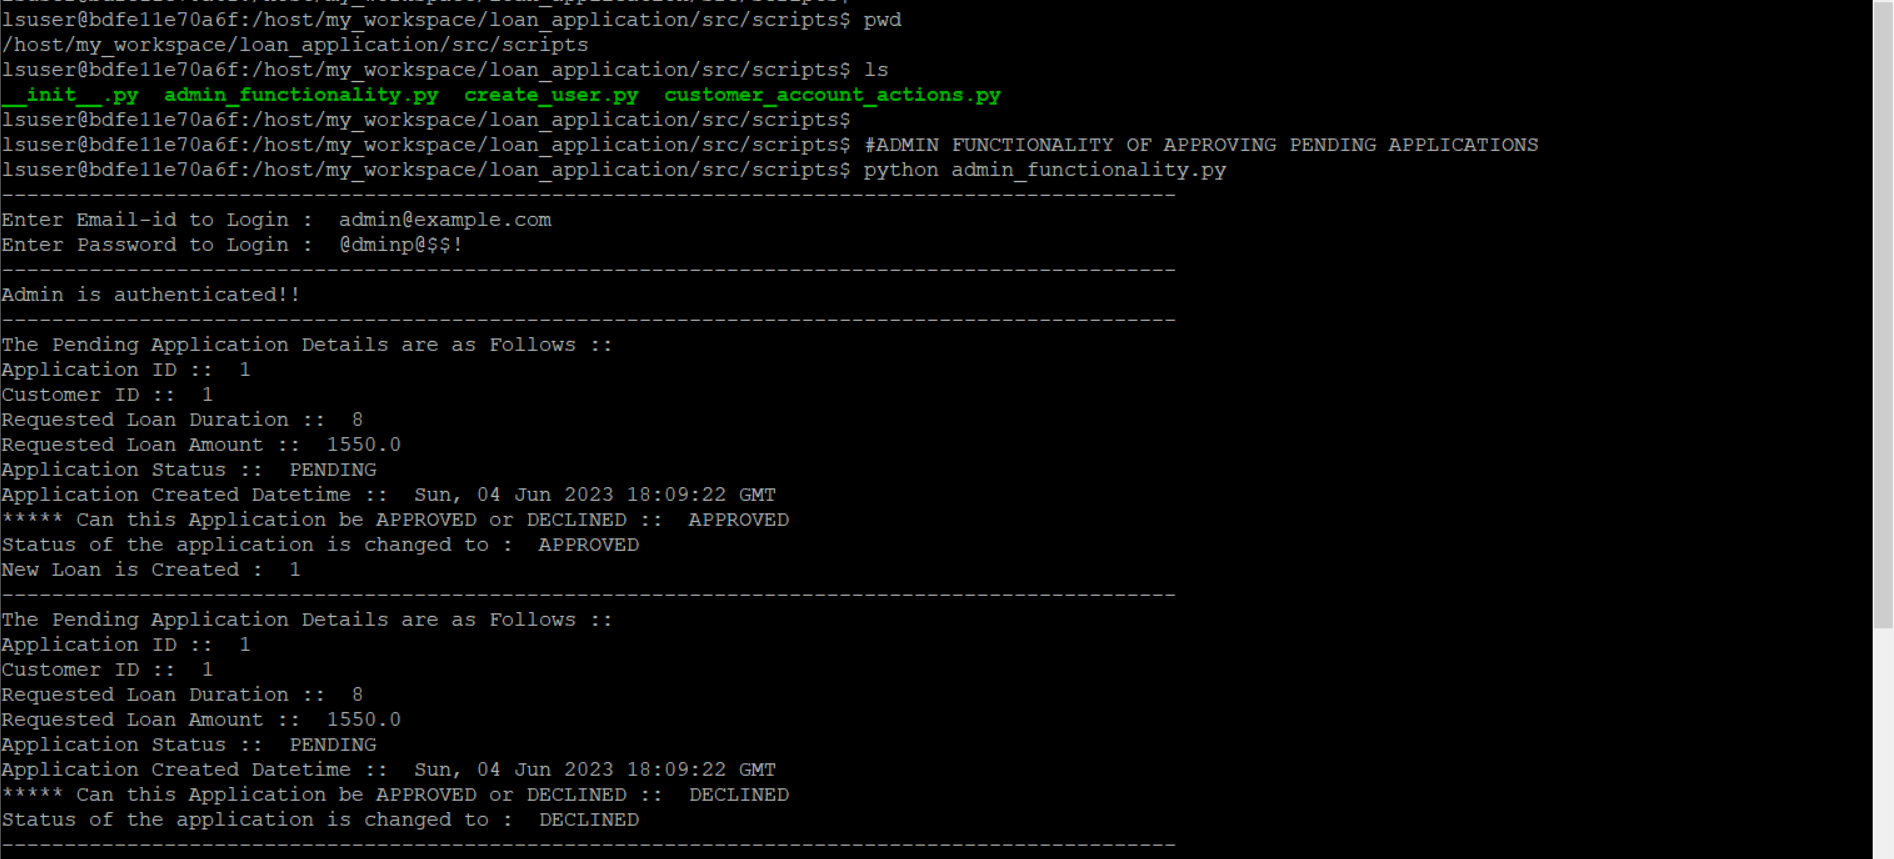 lsuser@bdfe11e70a6f:/host/my_workspace/loan_application/src/scripts$
lsuser@bdfe11e70a6f:/host/my_workspace/loan_application/src/scripts$ pwd
/host/my_workspace/loan_application/src/scripts
lsuser@bdfe11e70a6f:/host/my_workspace/loan_application/src/scripts$ ls
__init__.py  admin_functionality.py  create_user.py  customer_account_actions.py
lsuser@bdfe11e70a6f:/host/my_workspace/loan_application/src/scripts$
lsuser@bdfe11e70a6f:/host/my_workspace/loan_application/src/scripts$ #ADMIN FUNCTIONALITY OF APPROVING PENDING APPLICATIONS
lsuser@bdfe11e70a6f:/host/my_workspace/loan_application/src/scripts$ python admin_functionality.py
----------------------------------------------------------------------------------------------
Enter Email-id to Login :  admin@example.com
Enter Password to Login :  @dminp@$$!
----------------------------------------------------------------------------------------------
Admin is authenticated!!
----------------------------------------------------------------------------------------------
The Pending Application Details are as Follows ::
Application ID ::  1
Customer ID ::  1
Requested Loan Duration ::  8
Requested Loan Amount ::  1550.0
Application Status ::  PENDING
Application Created Datetime ::  Sun, 04 Jun 2023 18:09:22 GMT
***** Can this Application be APPROVED or DECLINED ::  APPROVED
Status of the application is changed to :  APPROVED
New Loan is Created :  1
----------------------------------------------------------------------------------------------
The Pending Application Details are as Follows ::
Application ID ::  1
Customer ID ::  1
Requested Loan Duration ::  8
Requested Loan Amount ::  1550.0
Application Status ::  PENDING
Application Created Datetime ::  Sun, 04 Jun 2023 18:09:22 GMT
***** Can this Application be APPROVED or DECLINED ::  DECLINED
Status of the application is changed to :  DECLINED
----------------------------------------------------------------------------------------------